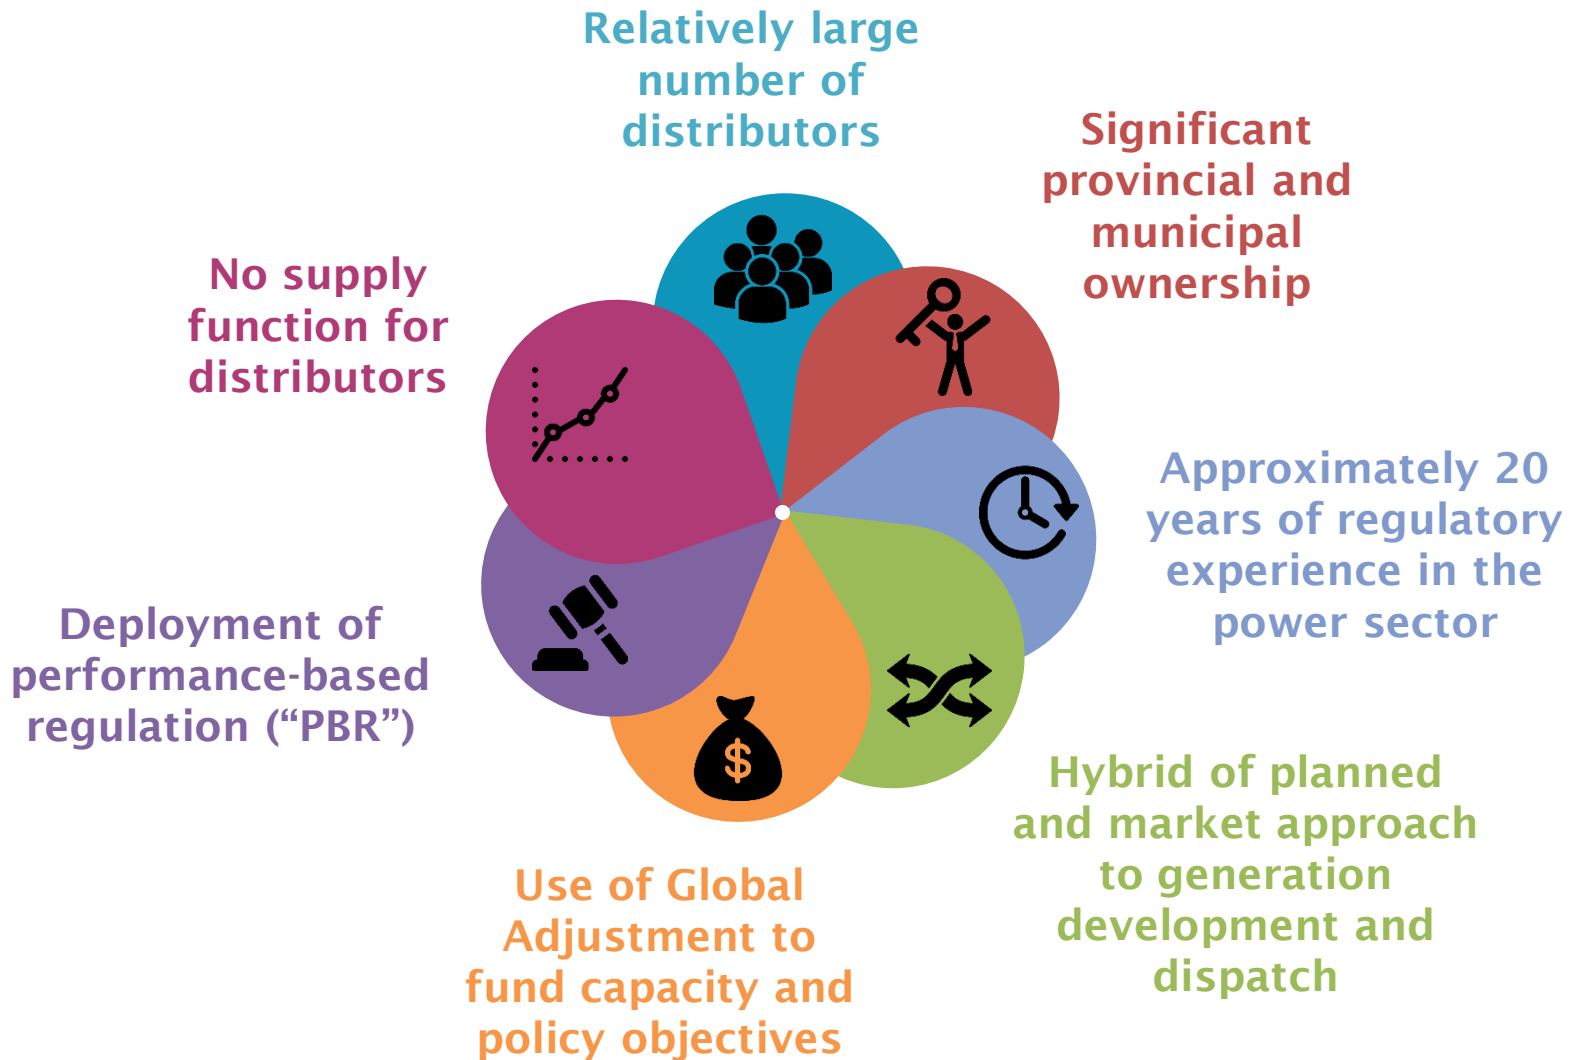 Relatively large
number of
distributors
Significant
provincial and
municipal
ownership
Approximately 20
years of regulatory
experience in the
power sector
Hybrid of planned
and market approach
to generation
development and
dispatch
Use of Global
Adjustment to
fund capacity and
policy objectives
Deployment of
performance-based
regulation (“PBR”)
No supply
function for
distributors
$